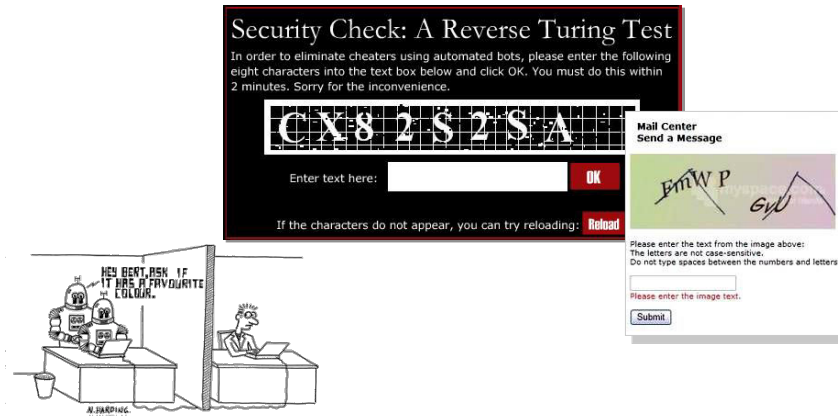 Security Check: A Reverse Turing Test
In order to eliminate cheaters using automated bots, please enter the following
eight characters into the text box below and click OK. You must do this within
2 minutes. Sorry for the inconvenience.
CX82S2SA
Enter text here:
OK
If the characters do not appear, you can try reloading:
Reload
Mail Center
Send a Message
FmW P
GvU
myspace.com
Please enter the text from the image above:
The letters are not case-sensitive.
Do not type spaces between the numbers and letters
Please enter the image text.
Submit
HEY BERT, ASK IF
IT HAS A FAVOURITE
COLOUR.
N.HARDING.